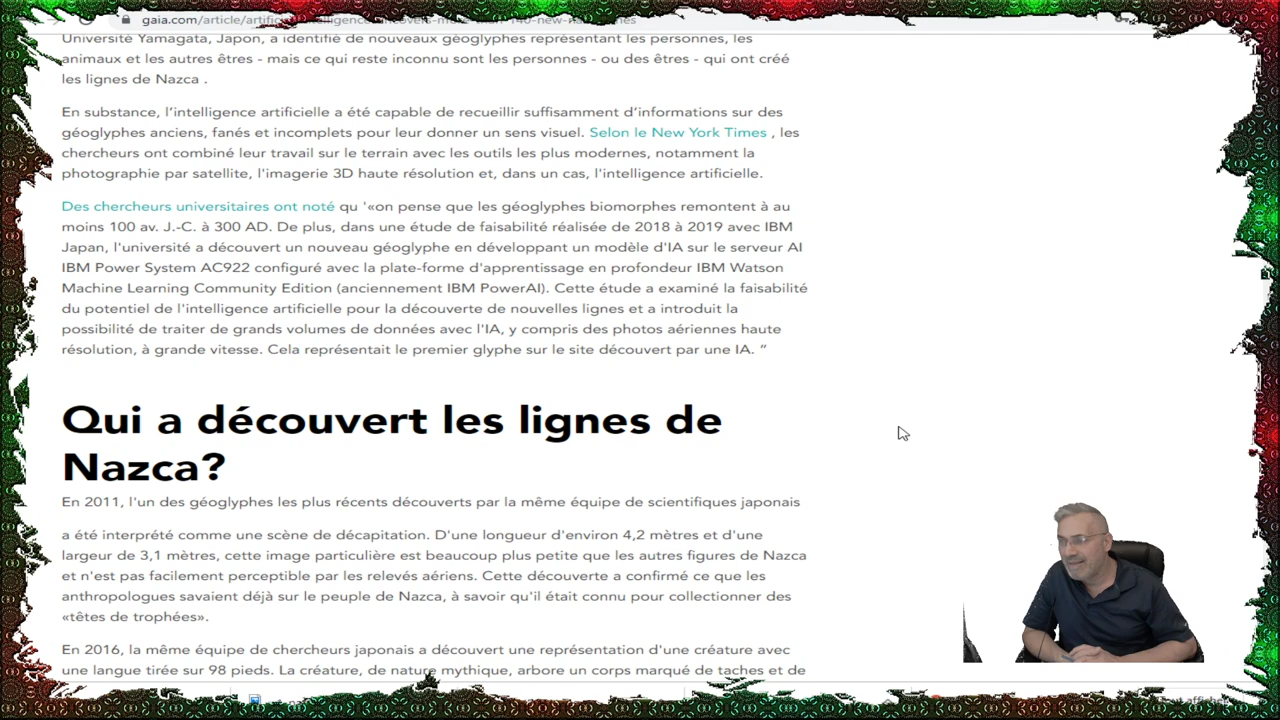 gaia.com/article/artific
Université Yamagata, Japon, a identifié de nouveaux géoglyphes représentant les personnes, les
animaux et les autres êtres - mais ce qui reste inconnu sont les personnes - ou des êtres - qui ont créé
les lignes de Nazca .
En substance, l’intelligence artificielle a été capable de recueillir suffisamment d’informations sur des
géoglyphes anciens, fanés et incomplets pour leur donner un sens visuel. Selon le New York Times , les
chercheurs ont combiné leur travail sur le terrain avec les outils les plus modernes, notamment la
photographie par satellite, l'imagerie 3D haute résolution et, dans un cas, l'intelligence artificielle.
Des chercheurs universitaires ont noté qu '«on pense que les géoglyphes biomorphes remontent à au
moins 100 av. J.-C. à 300 AD. De plus, dans une étude de faisabilité réalisée de 2018 à 2019 avec IBM
Japan, l'université a découvert un nouveau géoglyphe en développant un modèle d'IA sur le serveur AI
IBM Power System AC922 configuré avec la plate-forme d'apprentissage en profondeur IBM Watson
Machine Learning Community Edition (anciennement IBM PowerAI). Cette étude a examiné la faisabilité
du potentiel de l'intelligence artificielle pour la découverte de nouvelles lignes et a introduit la
possibilité de traiter de grands volumes de données avec l'IA, y compris des photos aériennes haute
résolution, à grande vitesse. Cela représentait le premier glyphe sur le site découvert par une IA. “
Qui a découvert les lignes de
Nazca?
En 2011, l'un des géoglyphes les plus récents découverts par la même équipe de scientifiques japonais
a été interprété comme une scène de décapitation. D'une longueur d'environ 4,2 mètres et d'une
largeur de 3,1 mètres, cette image particulière est beaucoup plus petite que les autres figures de Nazca
et n'est pas facilement perceptible par les relevés aériens. Cette découverte a confirmé ce que les
anthropologues savaient déjà sur le peuple de Nazca, à savoir qu'il était connu pour collectionner des
«têtes de trophées».
En 2016, la même équipe de chercheurs japonais a découvert une représentation d'une créature avec
une langue tirée sur 98 pieds. La créature, de nature mythique, arbore un corps marqué de taches et de